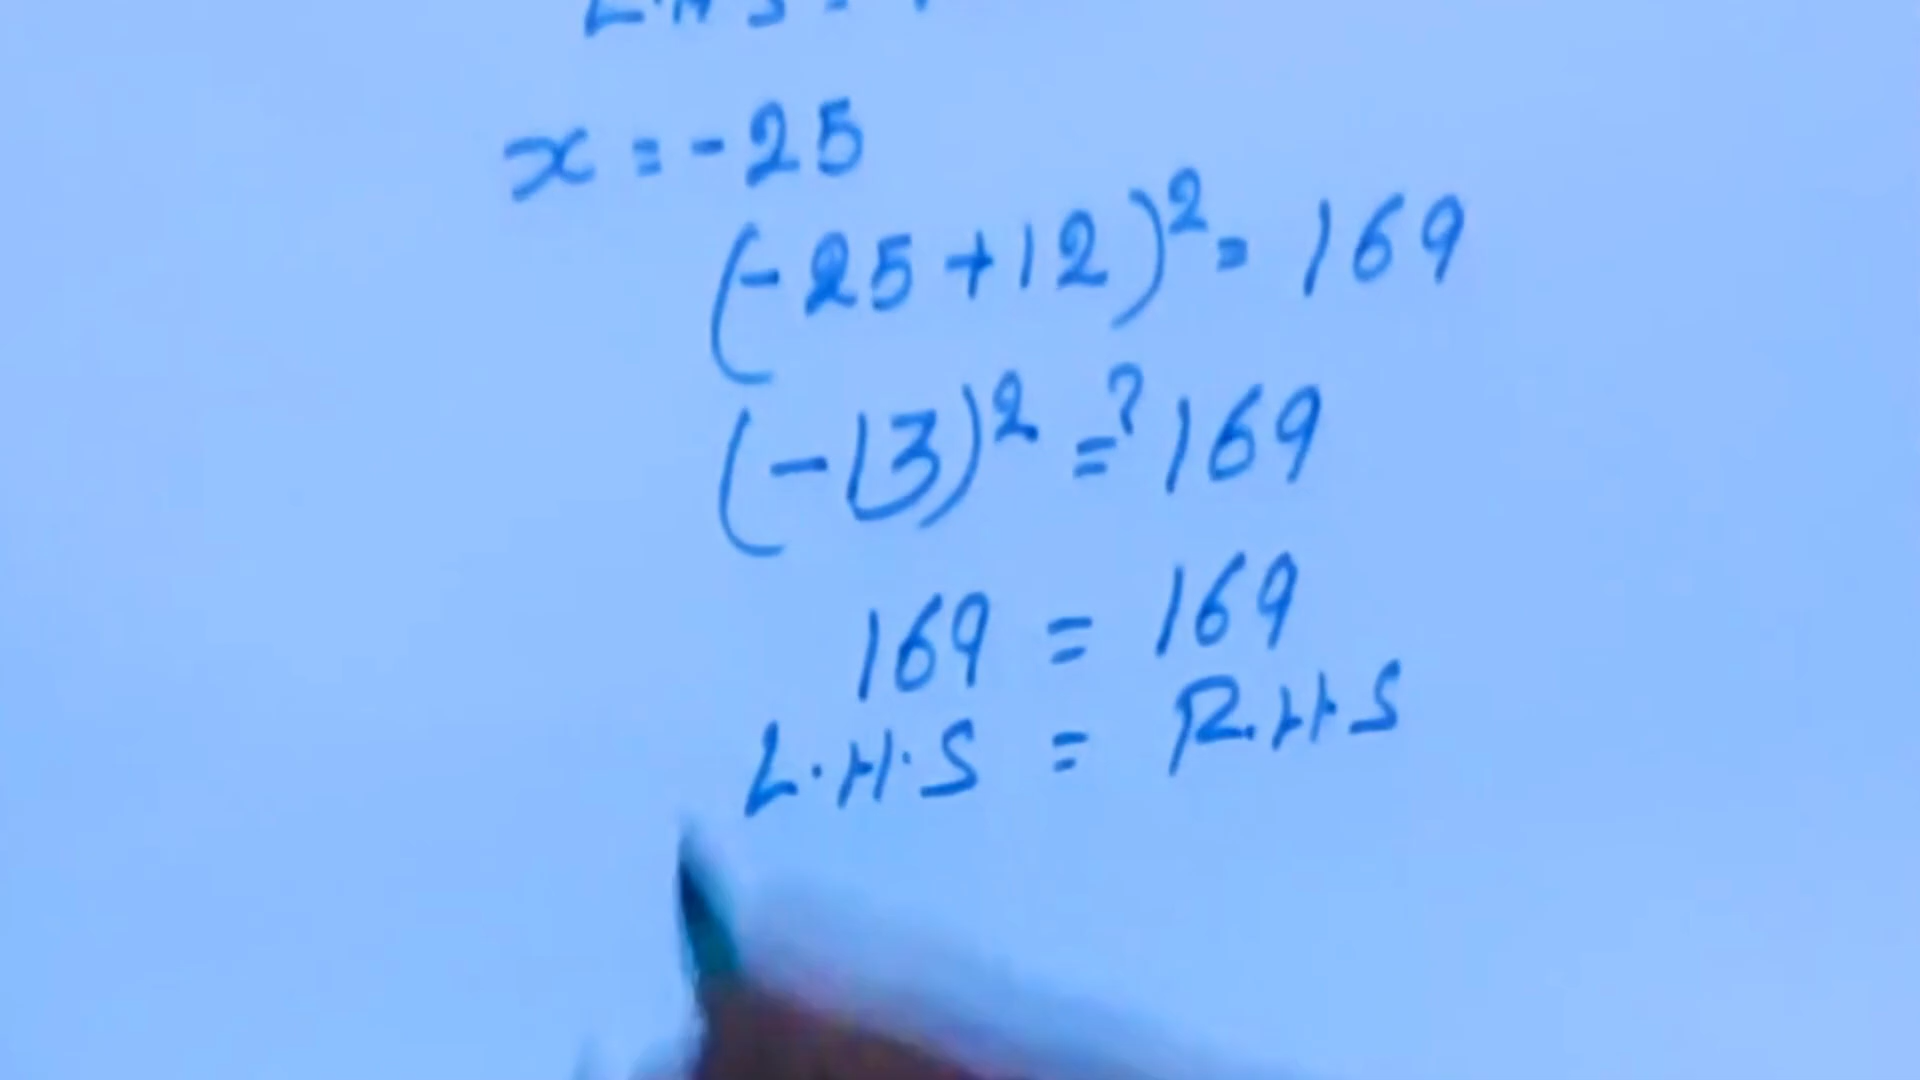 L.H.S =
x = -25
(-25+12)² = 169
(-13)² =? 169
169 = 169
L.H.S = R.H.S